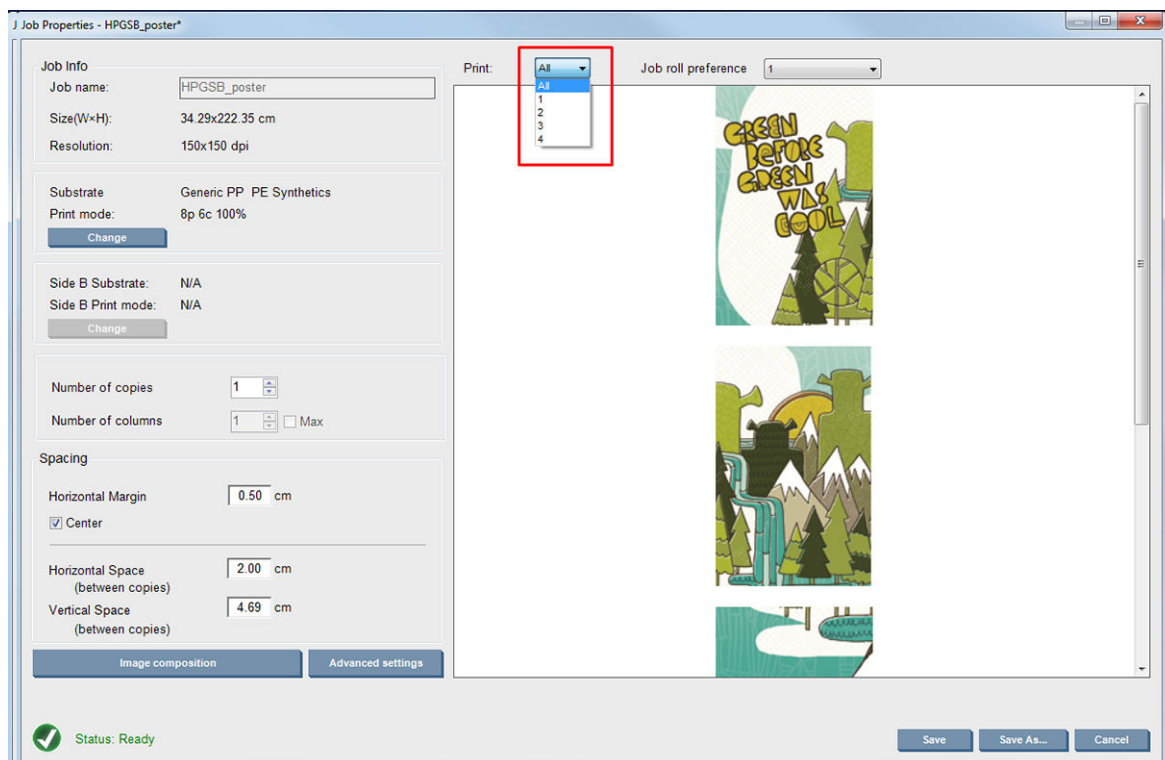 J Job Properties - HPGSB_poster*
Job Info
Job name: HPGSB_poster
Size(W×H): 34.29x222.35 cm
Resolution: 150x150 dpi
Substrate Generic PP PE Synthetics
Print mode: 8p 6c 100%
Change
Side B Substrate: N/A
Side B Print mode: N/A
Change
Number of copies 1
Number of columns 1 Max
Spacing
Horizontal Margin 0.50 cm
Center
Horizontal Space 2.00 cm
(between copies)
Vertical Space 4.69 cm
(between copies)
Image composition Advanced settings
Print: All Job roll preference 1
All
1
2
3
4
GREEN
BEFORE
GREEN
WAS
COOL
Status: Ready
Save Save As... Cancel